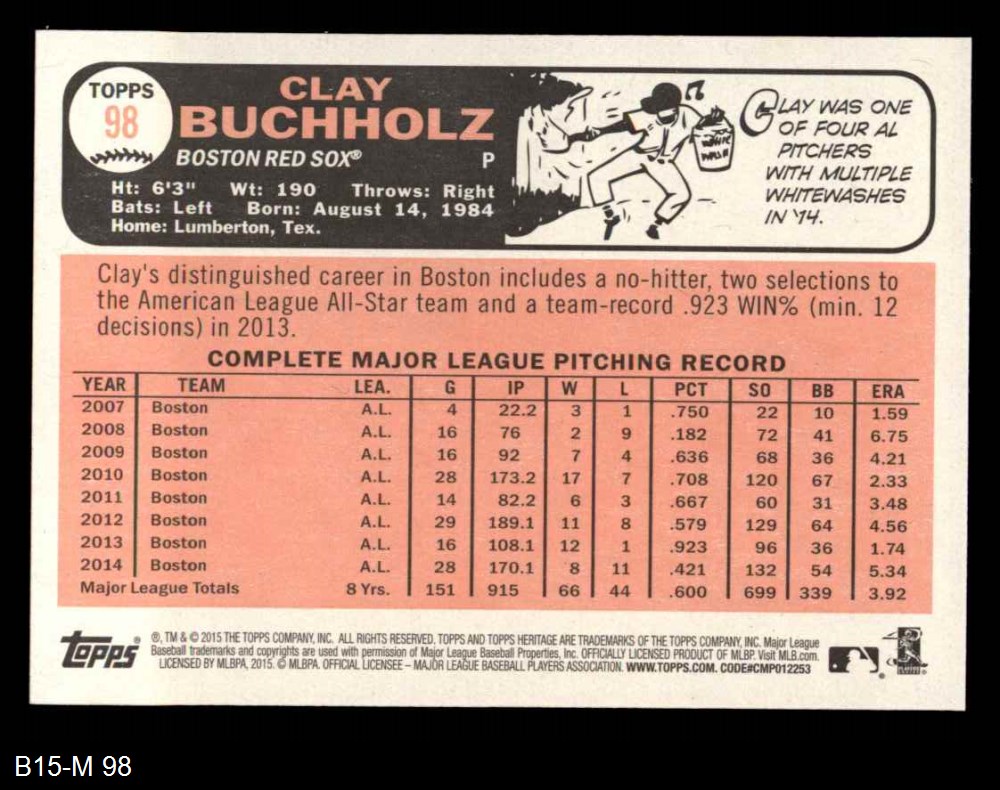 TOPPS
98
CLAY
BUCHHOLZ
BOSTON RED SOX® P
Ht: 6'3" Wt: 190 Throws: Right
Bats: Left Born: August 14, 1984
Home: Lumberton, Tex.
WHITE
WASH
CLAY WAS ONE
OF FOUR AL
PITCHERS
WITH MULTIPLE
WHITEWASHES
IN '14.
Clay's distinguished career in Boston includes a no-hitter, two selections to
the American League All-Star team and a team-record .923 WIN% (min. 12
decisions) in 2013.
COMPLETE MAJOR LEAGUE PITCHING RECORD
YEAR TEAM LEA. G IP W L PCT SO BB ERA
2007 Boston A.L. 4 22.2 3 1 .750 22 10 1.59
2008 Boston A.L. 16 76 2 9 .182 72 41 6.75
2009 Boston A.L. 16 92 7 4 .636 68 36 4.21
2010 Boston A.L. 28 173.2 17 7 .708 120 67 2.33
2011 Boston A.L. 14 82.2 6 3 .667 60 31 3.48
2012 Boston A.L. 29 189.1 11 8 .579 129 64 4.56
2013 Boston A.L. 16 108.1 12 1 .923 96 36 1.74
2014 Boston A.L. 28 170.1 8 11 .421 132 54 5.34
Major League Totals 8 Yrs. 151 915 66 44 .600 699 339 3.92
topps®
®, TM & © 2015 THE TOPPS COMPANY, INC. ALL RIGHTS RESERVED. TOPPS AND TOPPS HERITAGE ARE TRADEMARKS OF THE TOPPS COMPANY, INC. Major League
Baseball trademarks and copyrights are used with permission of Major League Baseball Properties, Inc. OFFICIALLY LICENSED PRODUCT OF MLBP. Visit MLB.com.
LICENSED BY MLBPA, 2015. © MLBPA. OFFICIAL LICENSEE – MAJOR LEAGUE BASEBALL PLAYERS ASSOCIATION. WWW.TOPPS.COM. CODE#CMP012253
B15-M 98